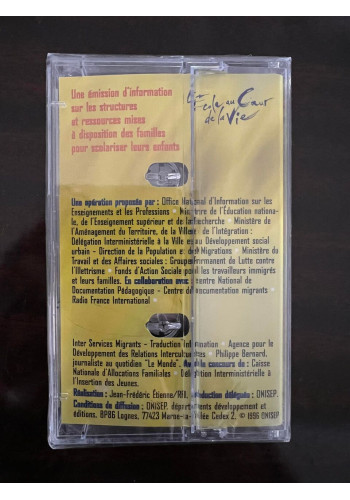 Une émission d'information
sur les structures
et ressources mises
à disposition des familles
pour scolariser leurs enfants
L'École au Cœur
de la Vie
Une opération proposée par : Office National d'Information sur les
Enseignements et les Professions • Ministère de l'Éducation nationa-
le, de l'Enseignement supérieur et de la Recherche • Ministère de
l'Aménagement du Territoire, de la Ville et de l'Intégration :
Délégation Interministérielle à la Ville et au Développement social
urbain - Direction de la Population et des Migrations • Ministère du
Travail et des Affaires sociales : Groupe Permanent de Lutte contre
l'Illettrisme • Fonds d'Action Sociale pour les travailleurs immigrés
et leurs familles. En collaboration avec : Centre National de
Documentation Pédagogique - Centre de documentation migrants •
Radio France International •
Inter Services Migrants - Traduction Information • Agence pour le
Développement des Relations Interculturelles • Philippe Bernard,
journaliste au quotidien "Le Monde". Avec le concours de : Caisse
Nationale d'Allocations Familiales • Délégation Interministérielle à
l'Insertion des Jeunes.
Réalisation : Jean-Frédéric Étienne/RIB. Production déléguée : ONISEP.
Conditions de diffusion : ONISEP, départements développement et
éditions. BP86 Lognes, 77423 Marne-la-Vallée Cedex 2. © 1996 ONISEP